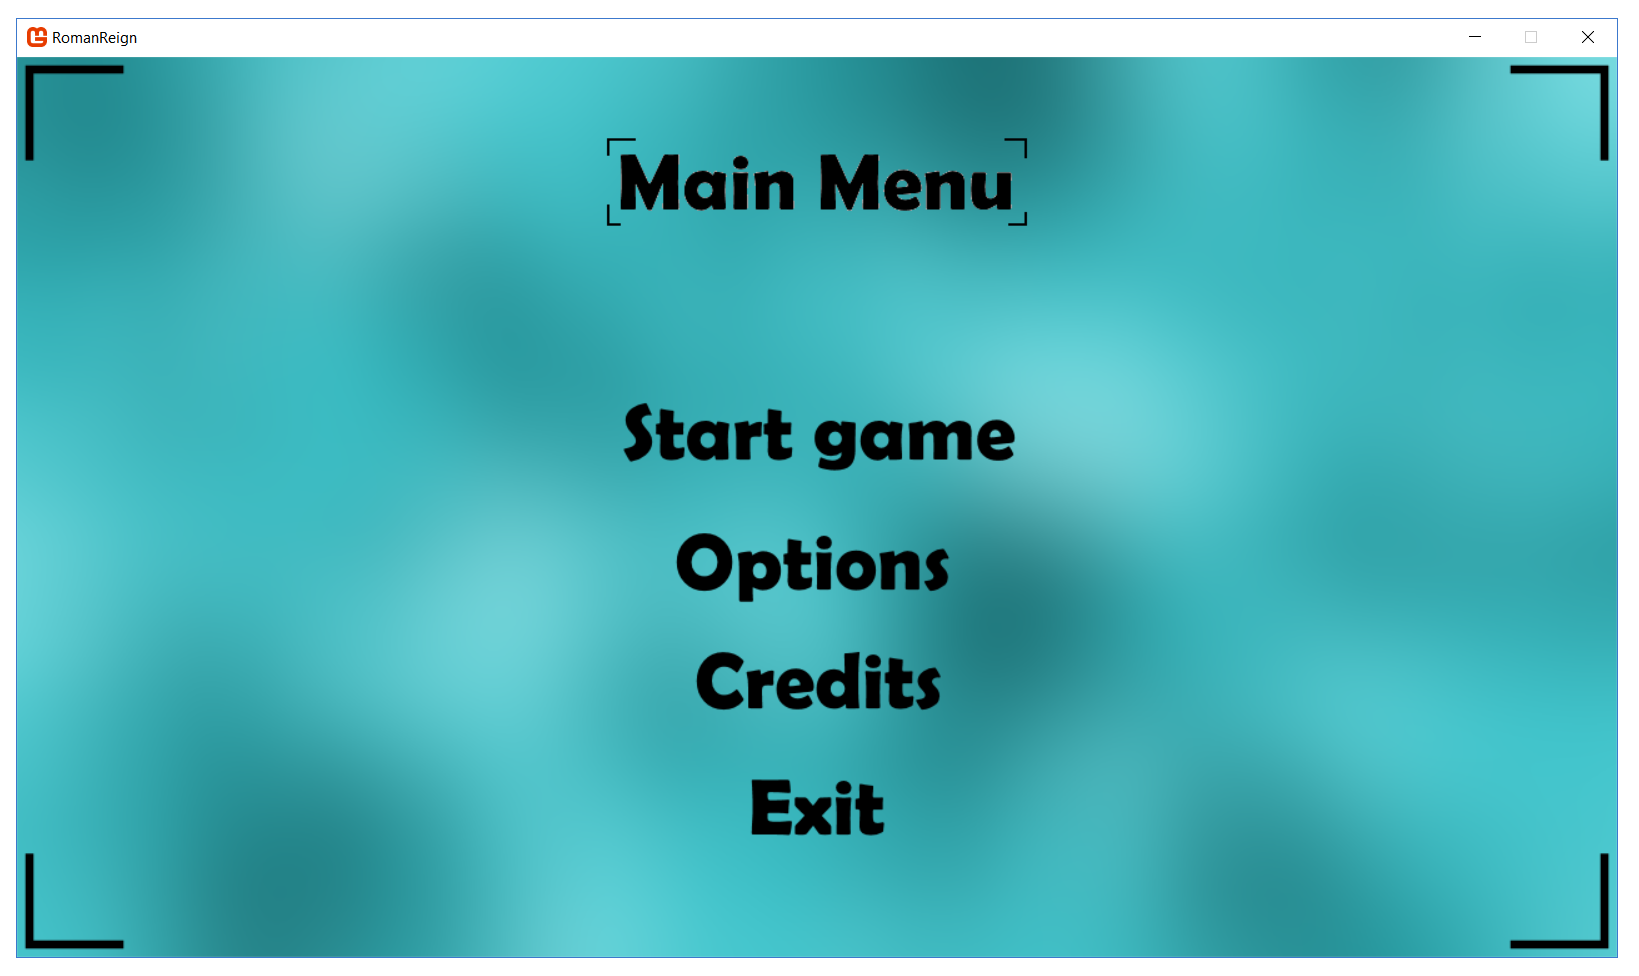 RomanReign
Main Menu
Start game
Options
Credits
Exit